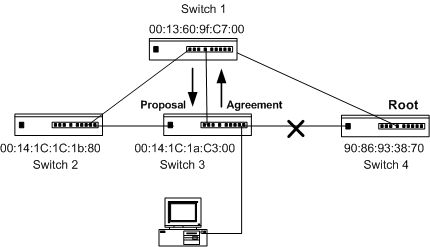 Switch 1
00:13:60:9f:C7:00
Proposal
Agreement
Root
00:14:1C:1C:1b:80
00:14:1C:1a:C3:00
90:86:93:38:70
Switch 2
Switch 3
Switch 4